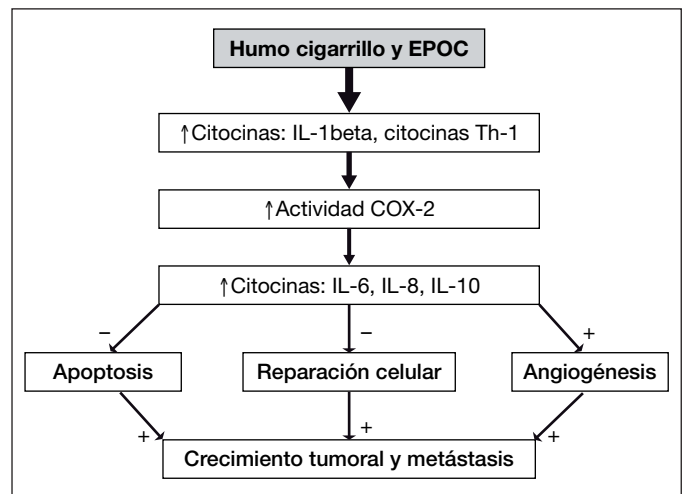 Humo cigarrillo y EPOC
↑Citocinas: IL-1beta, citocinas Th-1
↑Actividad COX-2
↑Citocinas: IL-6, IL-8, IL-10
– – +
Apoptosis Reparación celular Angiogénesis
+ + +
Crecimiento tumoral y metástasis